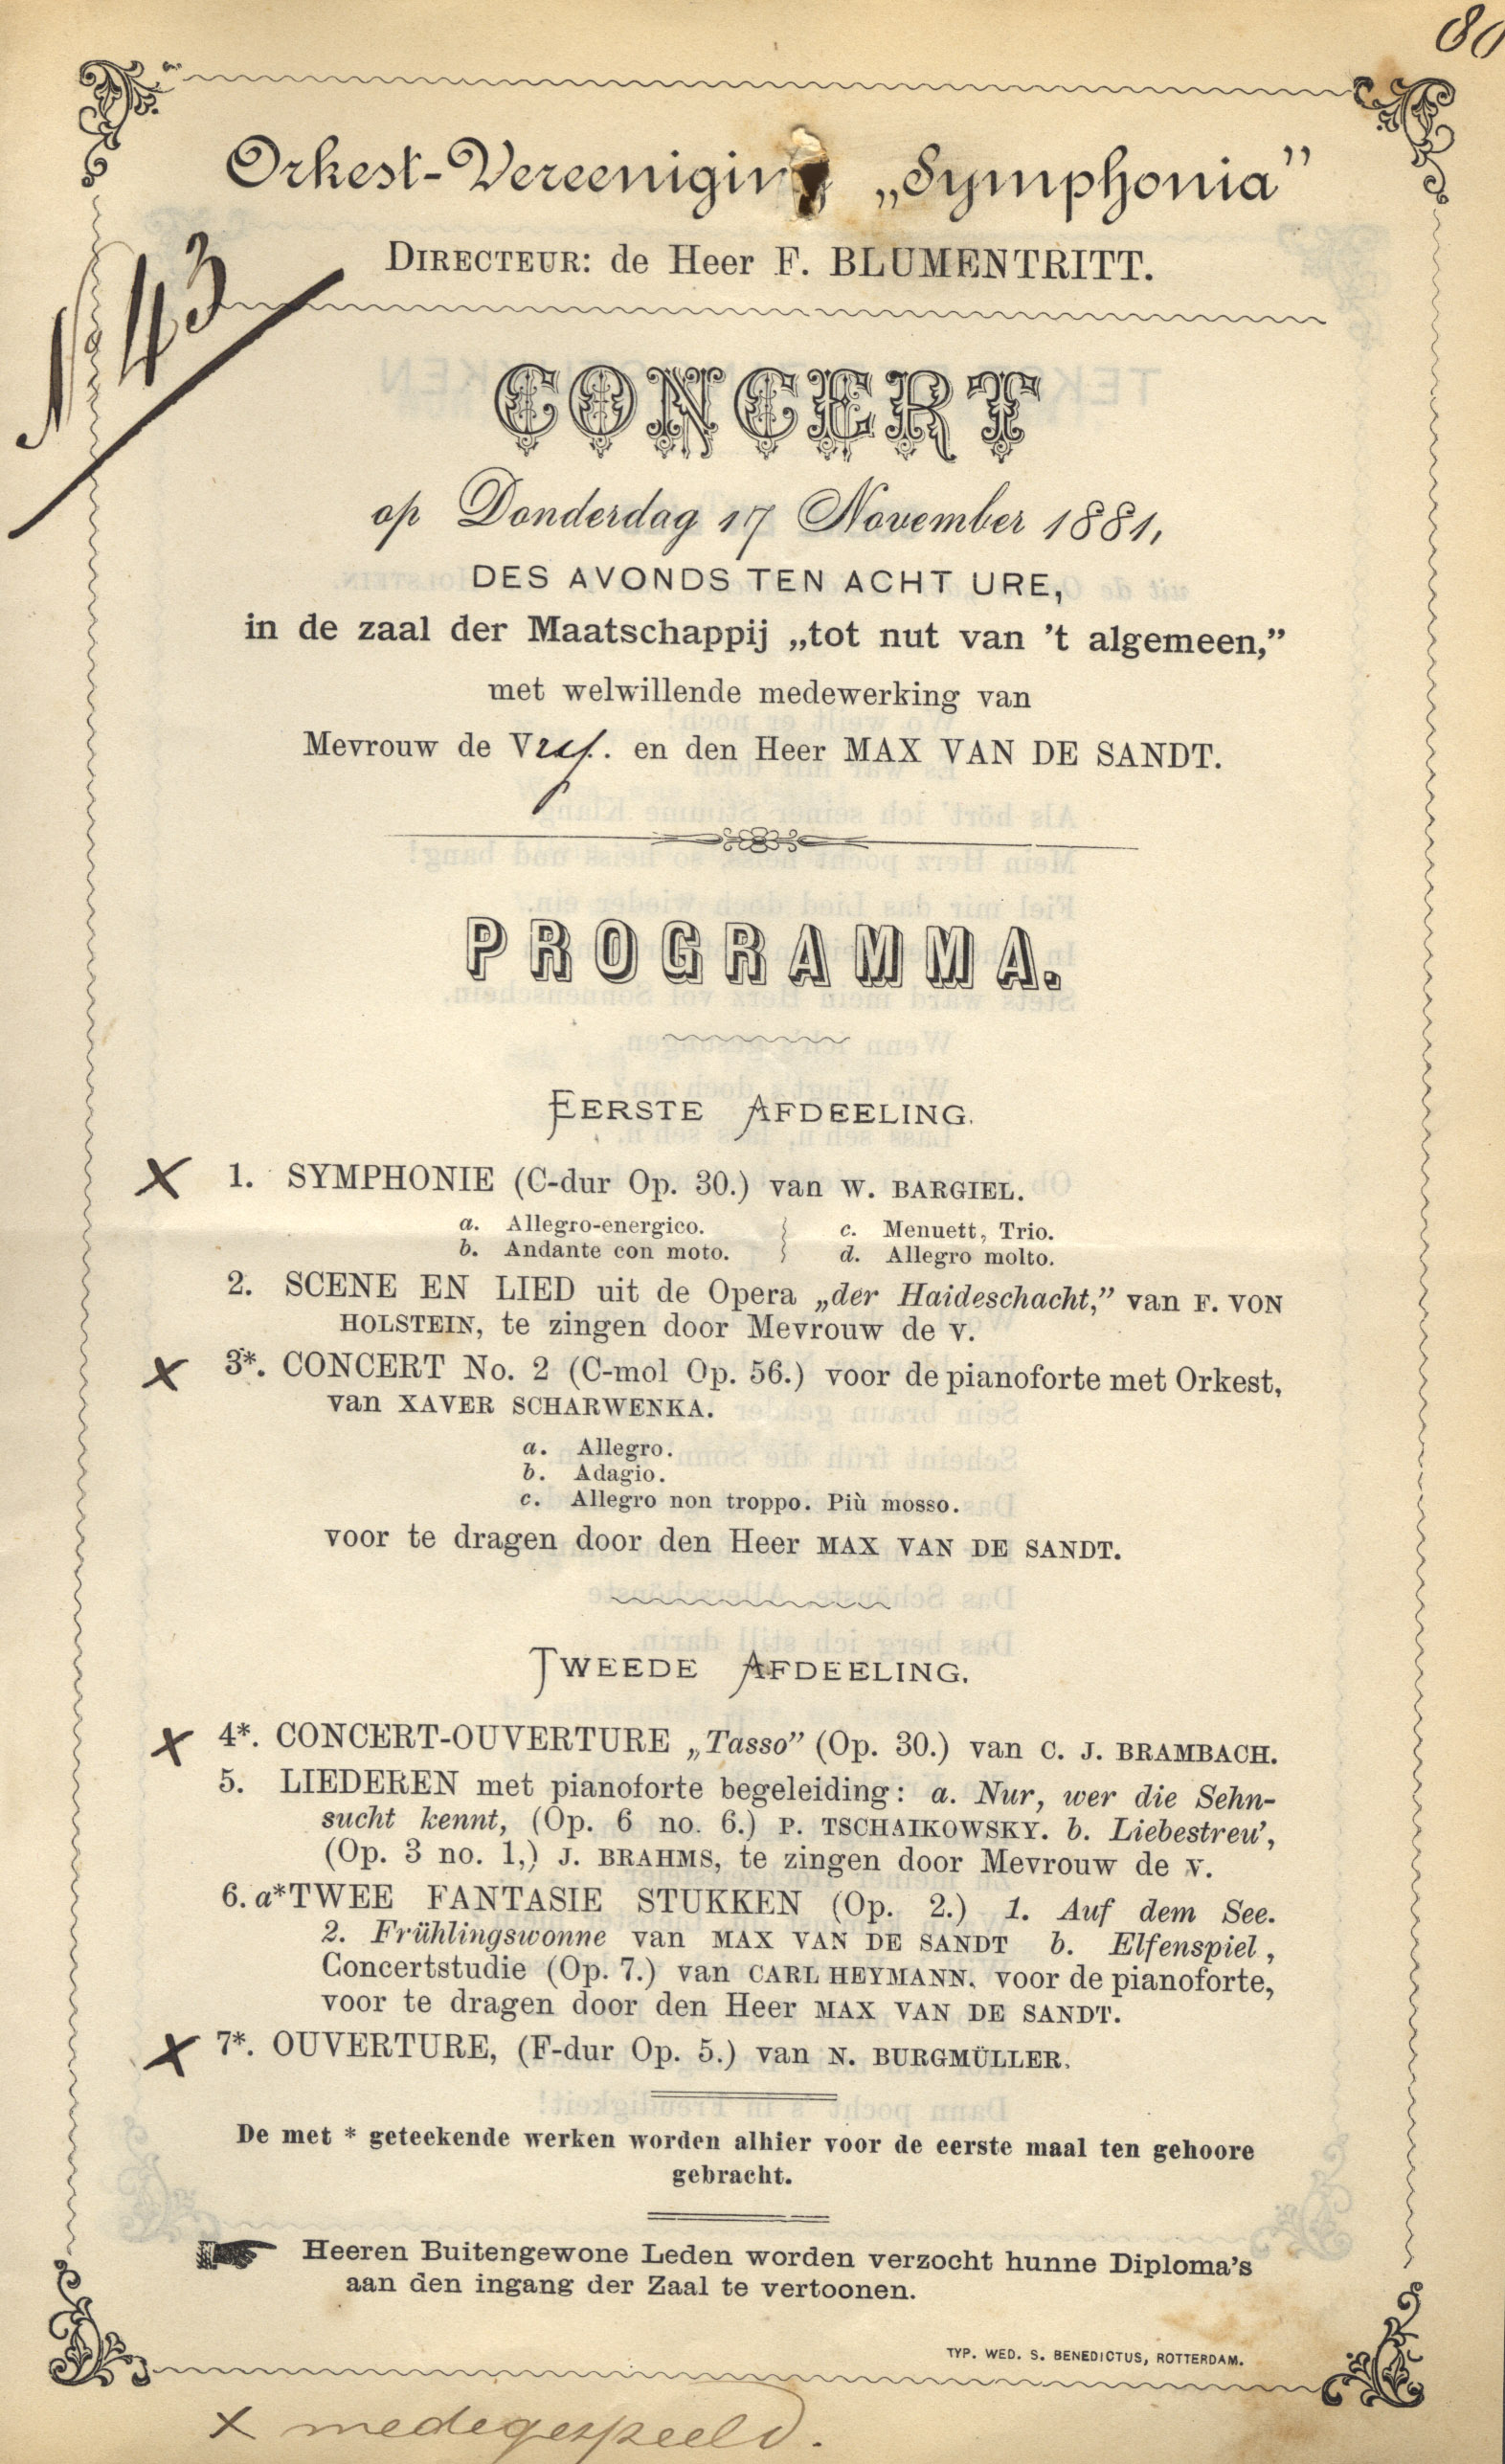 80
Orkest-Vereeniging „Symphonia”
DIRECTEUR: de Heer F. BLUMENTRITT.
No 43
CONCERT
op Donderdag 17 November 1881,
DES AVONDS TEN ACHT URE,
in de zaal der Maatschappij „tot nut van 't algemeen,”
met welwillende medewerking van
Mevrouw de Vrij. en den Heer MAX VAN DE SANDT.
PROGRAMMA.
EERSTE AFDEELING.
X 1. SYMPHONIE (C-dur Op. 30.) van W. BARGIEL.
a. Allegro-energico. c. Menuett, Trio.
b. Andante con moto. d. Allegro molto.
2. SCENE EN LIED uit de Opera „der Haideschacht,” van F. VON
HOLSTEIN, te zingen door Mevrouw de V.
X 3*. CONCERT No. 2 (C-mol Op. 56.) voor de pianoforte met Orkest,
van XAVER SCHARWENKA.
a. Allegro.
b. Adagio.
c. Allegro non troppo. Più mosso.
voor te dragen door den Heer MAX VAN DE SANDT.
TWEEDE AFDEELING.
X 4*. CONCERT-OUVERTURE „Tasso” (Op. 30.) van C. J. BRAMBACH.
5. LIEDEREN met pianoforte begeleiding: a. Nur, wer die Sehn-
sucht kennt, (Op. 6 no. 6.) P. TSCHAIKOWSKY. b. Liebestreu',
(Op. 3 no. 1,) J. BRAHMS, te zingen door Mevrouw de V.
6. a* TWEE FANTASIE STUKKEN (Op. 2.) 1. Auf dem See.
2. Frühlingswonne van MAX VAN DE SANDT b. Elfenspiel,
Concertstudie (Op. 7.) van CARL HEYMANN. voor de pianoforte,
voor te dragen door den Heer MAX VAN DE SANDT.
X 7*. OUVERTURE, (F-dur Op. 5.) van N. BURGMÜLLER.
De met * geteekende werken worden alhier voor de eerste maal ten gehoore
gebracht.
Heeren Buitengewone Leden worden verzocht hunne Diploma's
aan den ingang der Zaal te vertoonen.
TYP. WED. S. BENEDICTUS, ROTTERDAM.
x medegespeeld.